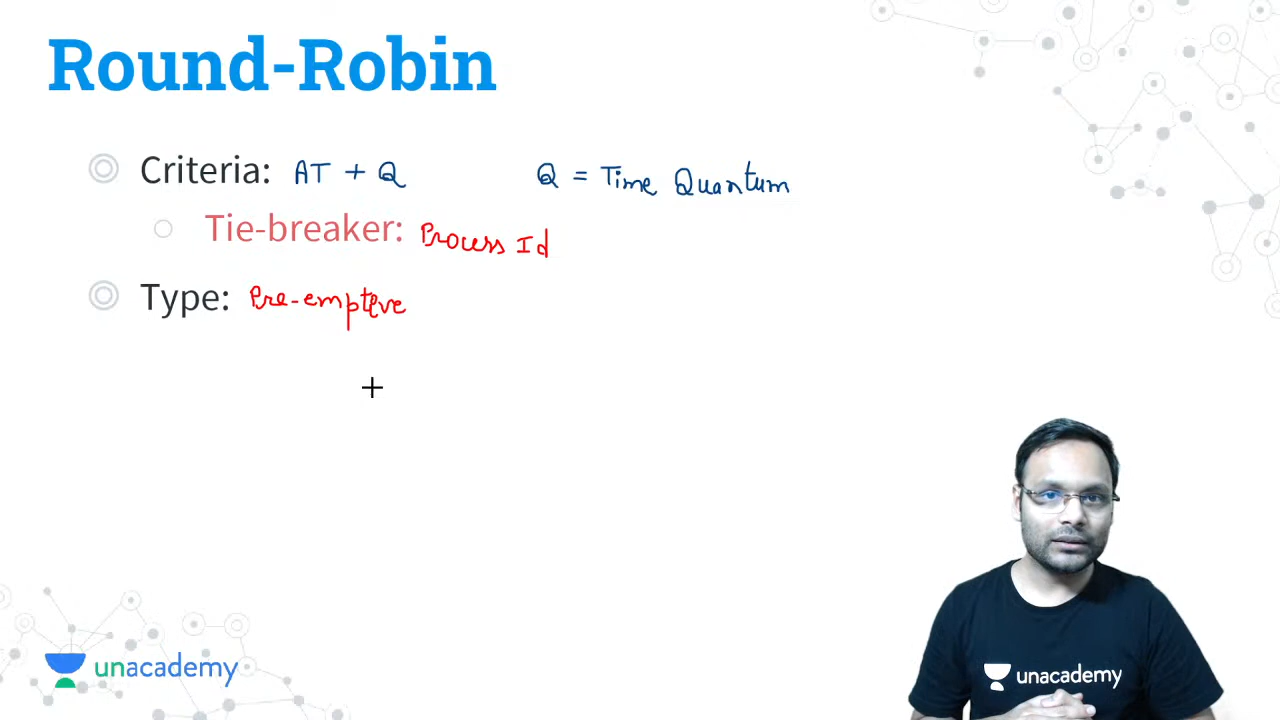 Round-Robin
Criteria: AT + Q Q = Time Quantum
Tie-breaker: Process Id
Type: Pre-emptive
unacademy
unacademy